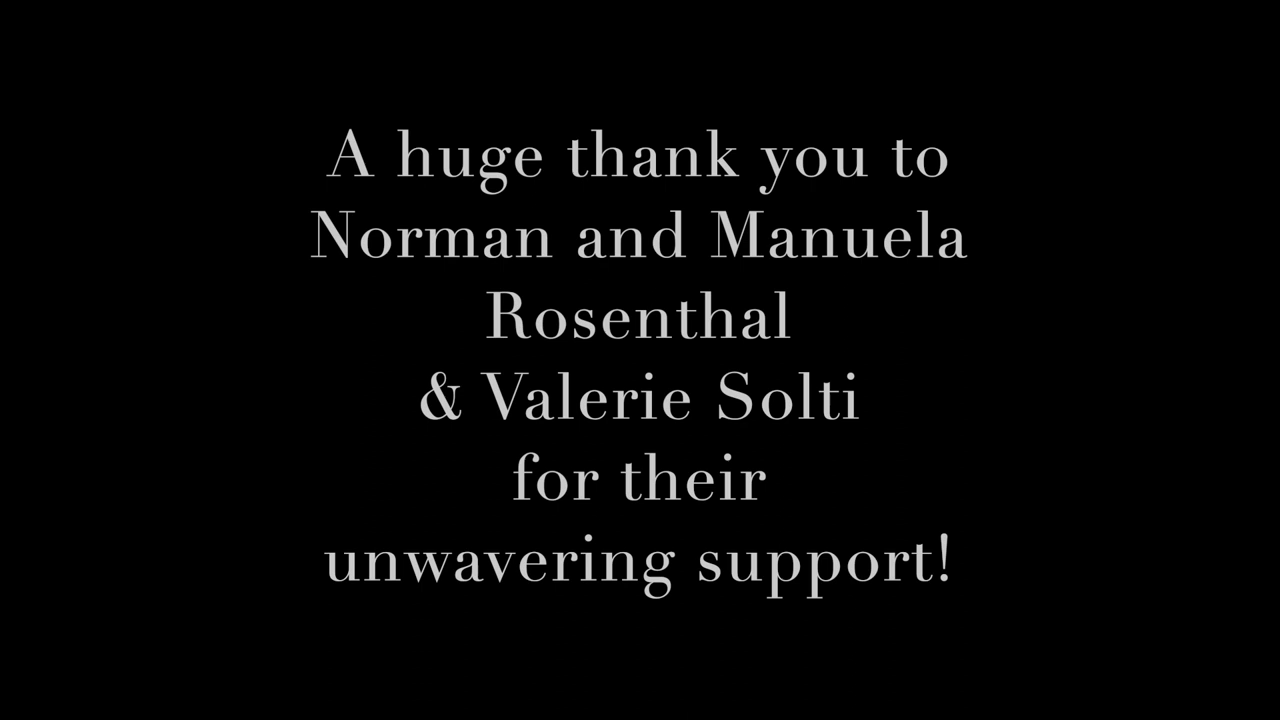 A huge thank you to
Norman and Manuela
Rosenthal
& Valerie Solti
for their
unwavering support!